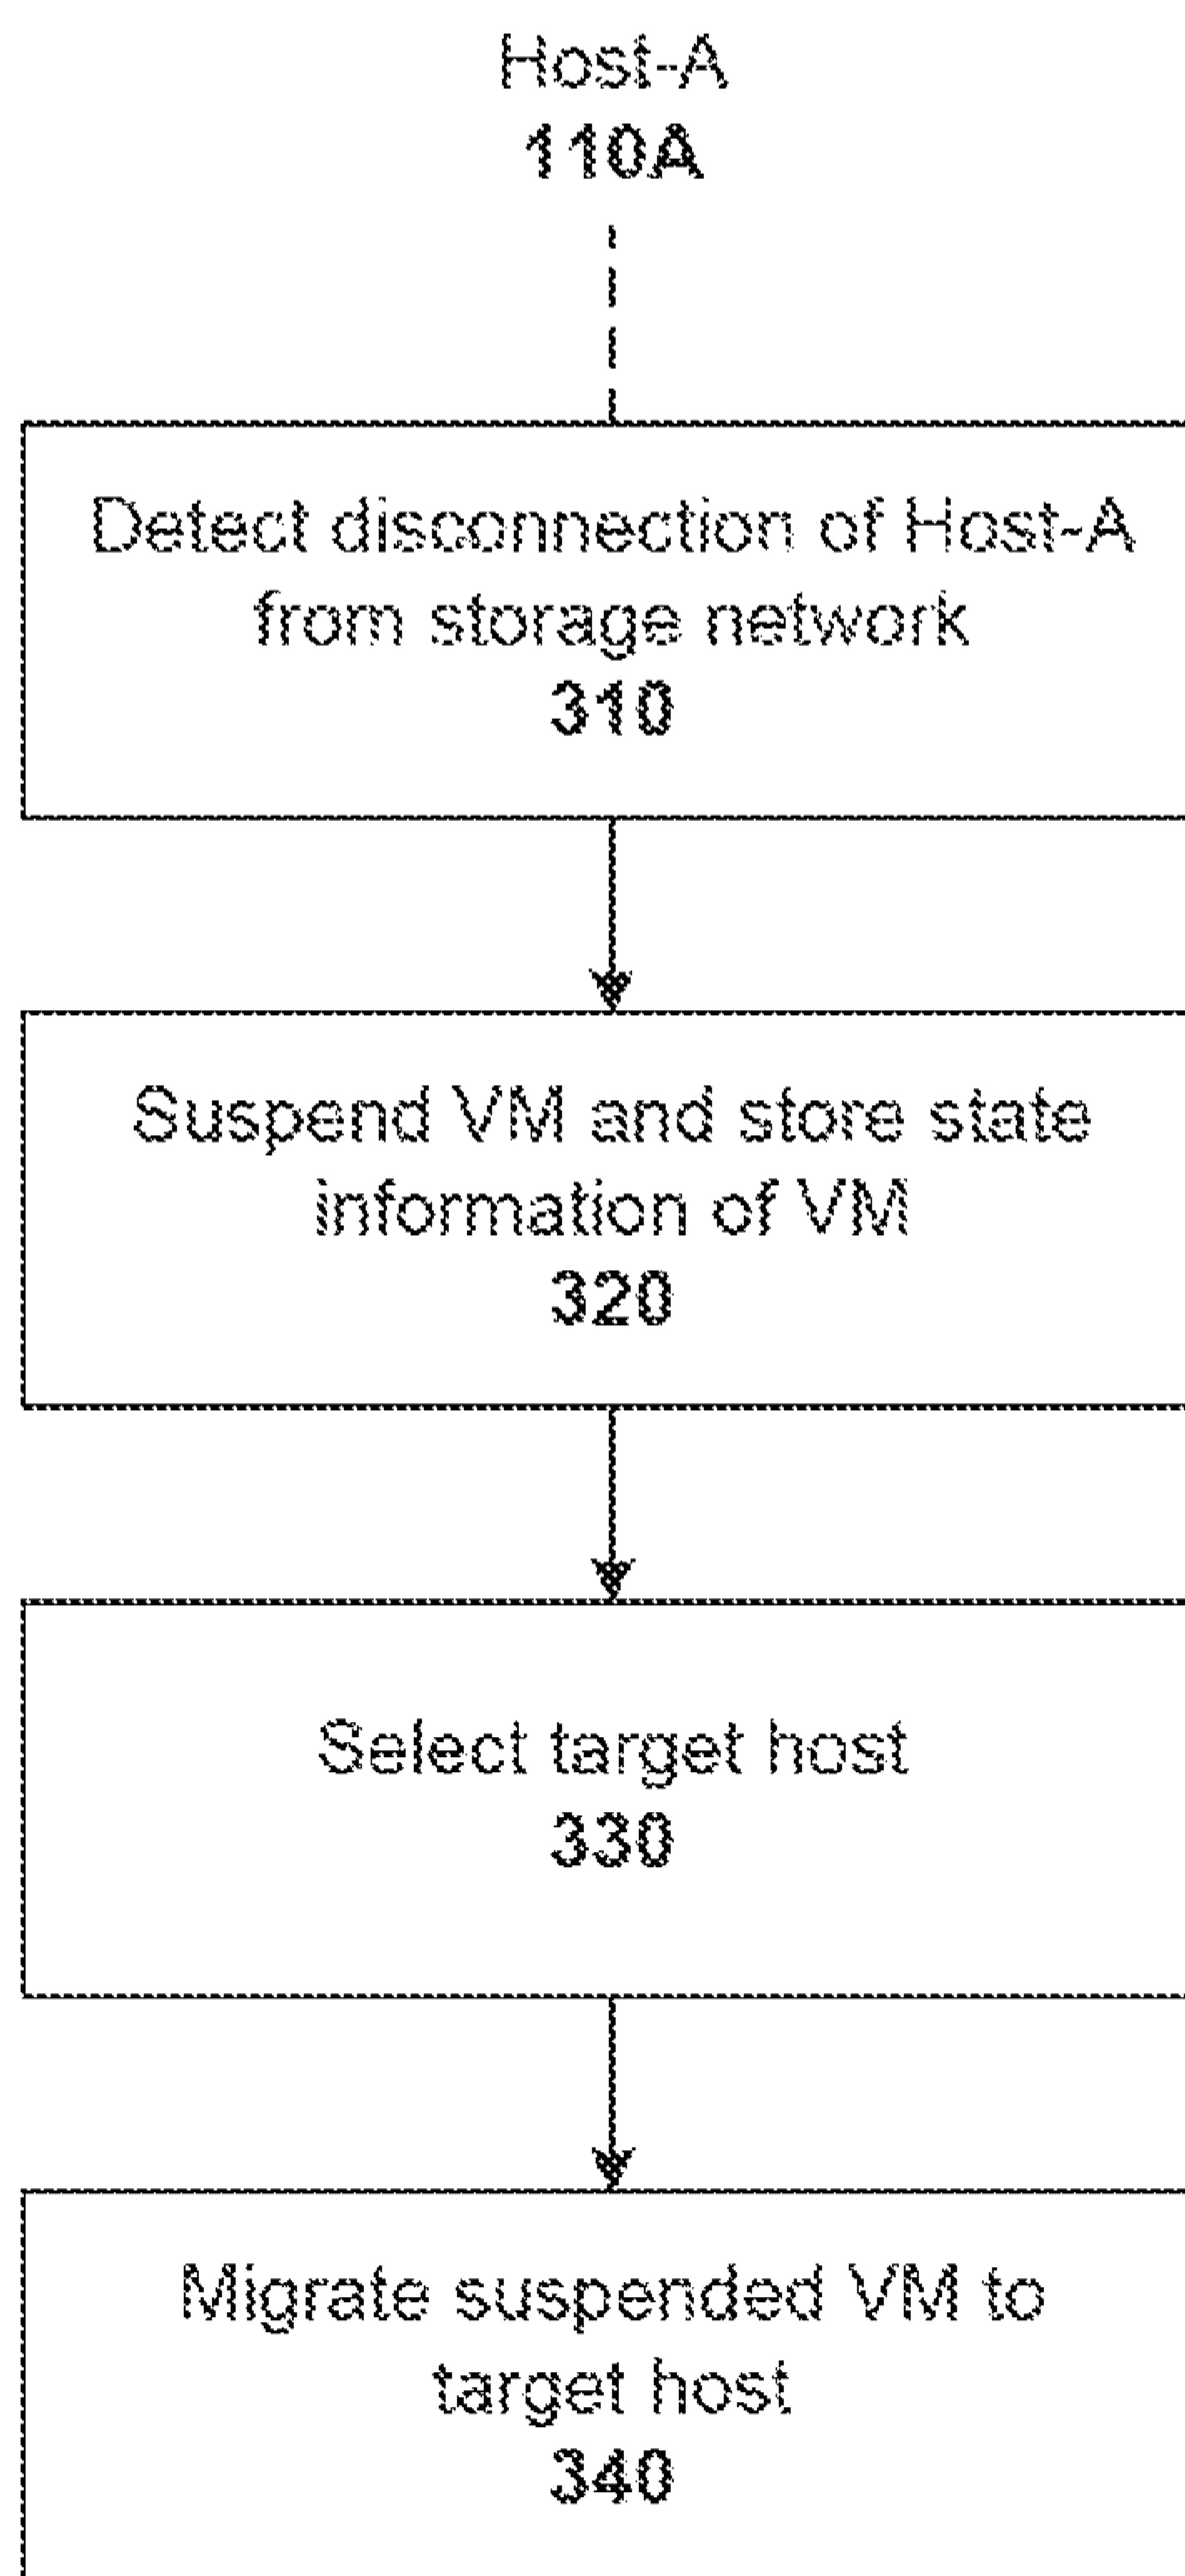 Host-A
110A
Detect disconnection of Host-A
from storage network
310
Suspend VM and store state
information of VM
320
Select target host
330
Migrate suspended VM to
target host
340